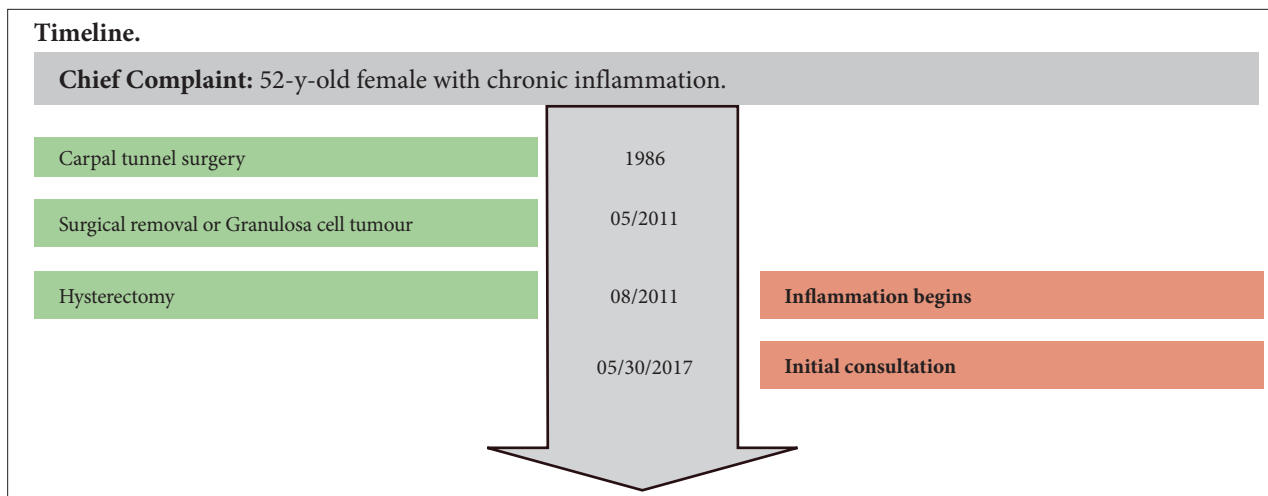 Timeline.
Chief Complaint: 52-y-old female with chronic inflammation.
Carpal tunnel surgery
1986
Surgical removal or Granulosa cell tumour
05/2011
Hysterectomy
08/2011
Inflammation begins
05/30/2017
Initial consultation